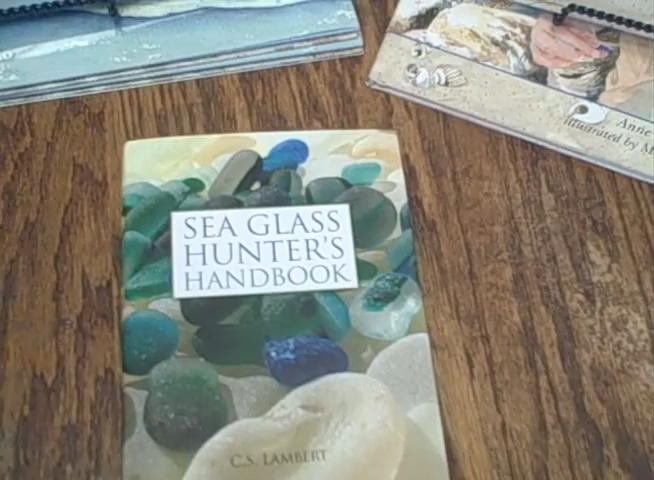 Anne
illustrated by M
SEA GLASS
HUNTER'S
HANDBOOK
C.S. LAMBERT